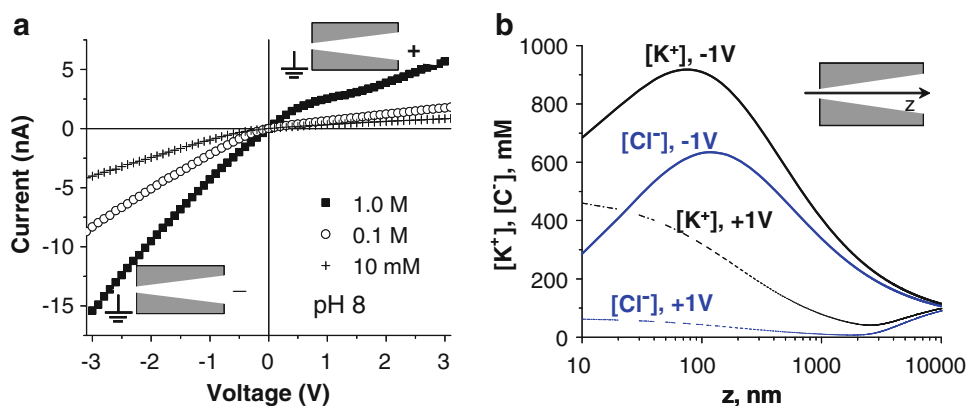 a
Current (nA)
5
0
-5
-10
-15
+
1.0 M
0.1 M
10 mM
pH 8
–
-3 -2 -1 0 1 2 3
Voltage (V)
b
[K+], [C-], mM
1000
900
800
600
400
200
100
0
[K+], -1V
[Cl-], -1V
[K+], +1V
[Cl-], +1V
z
10 100 1000 10000
z, nm